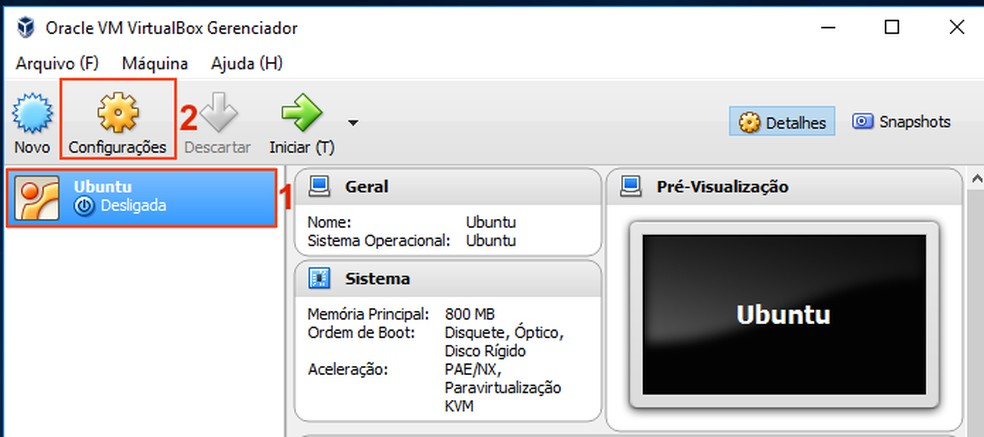 Oracle VM VirtualBox Gerenciador
Arquivo (F) Máquina Ajuda (H)
Novo
Configurações
2
Descartar
Iniciar (T)
Detalhes
Snapshots
Ubuntu
Desligada
1
Geral
Nome: Ubuntu
Sistema Operacional: Ubuntu
Sistema
Memória Principal: 800 MB
Ordem de Boot: Disquete, Óptico,
Disco Rígido
Aceleração: PAE/NX,
Paravirtualização
KVM
Pré-Visualização
Ubuntu